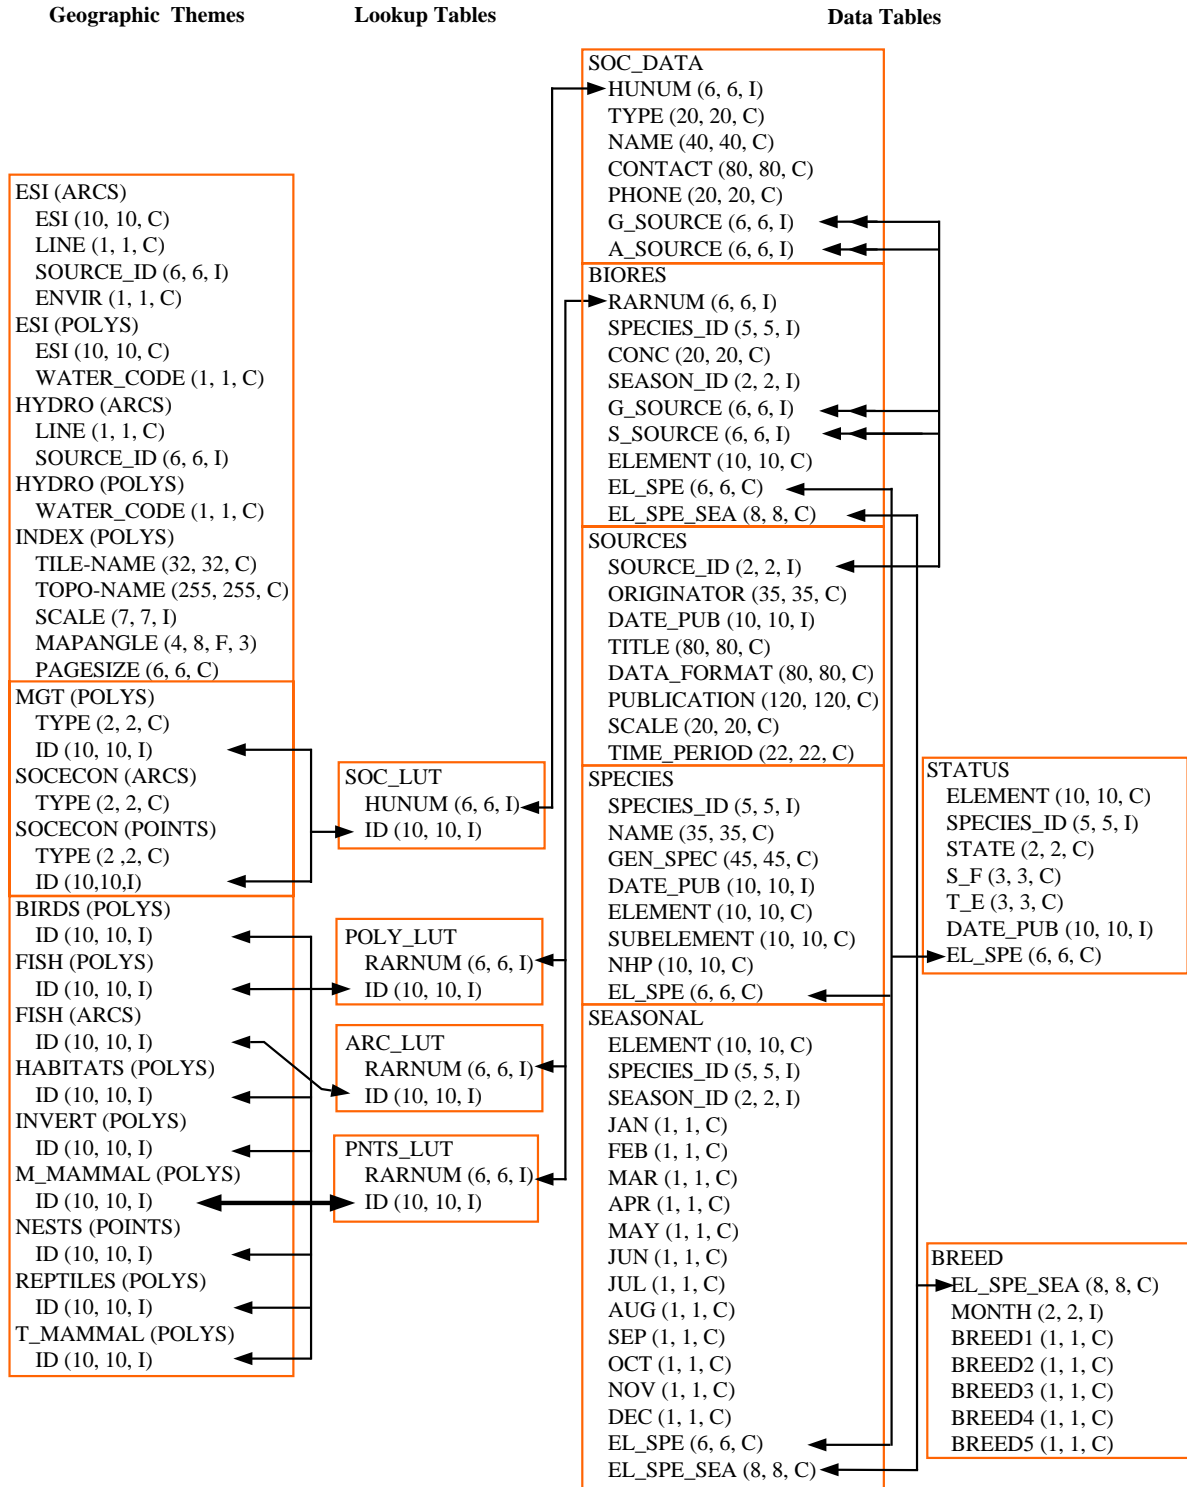 Geographic Themes
Lookup Tables
Data Tables
ESI (ARCS)
ESI (10, 10, C)
LINE (1, 1, C)
SOURCE_ID (6, 6, I)
ENVIR (1, 1, C)
ESI (POLYS)
ESI (10, 10, C)
WATER_CODE (1, 1, C)
HYDRO (ARCS)
LINE (1, 1, C)
SOURCE_ID (6, 6, I)
HYDRO (POLYS)
WATER_CODE (1, 1, C)
INDEX (POLYS)
TILE-NAME (32, 32, C)
TOPO-NAME (255, 255, C)
SCALE (7, 7, I)
MAPANGLE (4, 8, F, 3)
PAGESIZE (6, 6, C)
MGT (POLYS)
TYPE (2, 2, C)
ID (10, 10, I)
SOCECON (ARCS)
TYPE (2, 2, C)
SOCECON (POINTS)
TYPE (2 ,2, C)
ID (10,10,I)
BIRDS (POLYS)
ID (10, 10, I)
FISH (POLYS)
ID (10, 10, I)
FISH (ARCS)
ID (10, 10, I)
HABITATS (POLYS)
ID (10, 10, I)
INVERT (POLYS)
ID (10, 10, I)
M_MAMMAL (POLYS)
ID (10, 10, I)
NESTS (POINTS)
ID (10, 10, I)
REPTILES (POLYS)
ID (10, 10, I)
T_MAMMAL (POLYS)
ID (10, 10, I)
SOC_LUT
HUNUM (6, 6, I)
ID (10, 10, I)
POLY_LUT
RARNUM (6, 6, I)
ID (10, 10, I)
ARC_LUT
RARNUM (6, 6, I)
ID (10, 10, I)
PNTS_LUT
RARNUM (6, 6, I)
ID (10, 10, I)
SOC_DATA
HUNUM (6, 6, I)
TYPE (20, 20, C)
NAME (40, 40, C)
CONTACT (80, 80, C)
PHONE (20, 20, C)
G_SOURCE (6, 6, I)
A_SOURCE (6, 6, I)
BIORES
RARNUM (6, 6, I)
SPECIES_ID (5, 5, I)
CONC (20, 20, C)
SEASON_ID (2, 2, I)
G_SOURCE (6, 6, I)
S_SOURCE (6, 6, I)
ELEMENT (10, 10, C)
EL_SPE (6, 6, C)
EL_SPE_SEA (8, 8, C)
SOURCES
SOURCE_ID (2, 2, I)
ORIGINATOR (35, 35, C)
DATE_PUB (10, 10, I)
TITLE (80, 80, C)
DATA_FORMAT (80, 80, C)
PUBLICATION (120, 120, C)
SCALE (20, 20, C)
TIME_PERIOD (22, 22, C)
SPECIES
SPECIES_ID (5, 5, I)
NAME (35, 35, C)
GEN_SPEC (45, 45, C)
DATE_PUB (10, 10, I)
ELEMENT (10, 10, C)
SUBELEMENT (10, 10, C)
NHP (10, 10, C)
EL_SPE (6, 6, C)
SEASONAL
ELEMENT (10, 10, C)
SPECIES_ID (5, 5, I)
SEASON_ID (2, 2, I)
JAN (1, 1, C)
FEB (1, 1, C)
MAR (1, 1, C)
APR (1, 1, C)
MAY (1, 1, C)
JUN (1, 1, C)
JUL (1, 1, C)
AUG (1, 1, C)
SEP (1, 1, C)
OCT (1, 1, C)
NOV (1, 1, C)
DEC (1, 1, C)
EL_SPE (6, 6, C)
EL_SPE_SEA (8, 8, C)
STATUS
ELEMENT (10, 10, C)
SPECIES_ID (5, 5, I)
STATE (2, 2, C)
S_F (3, 3, C)
T_E (3, 3, C)
DATE_PUB (10, 10, I)
EL_SPE (6, 6, C)
BREED
EL_SPE_SEA (8, 8, C)
MONTH (2, 2, I)
BREED1 (1, 1, C)
BREED2 (1, 1, C)
BREED3 (1, 1, C)
BREED4 (1, 1, C)
BREED5 (1, 1, C)